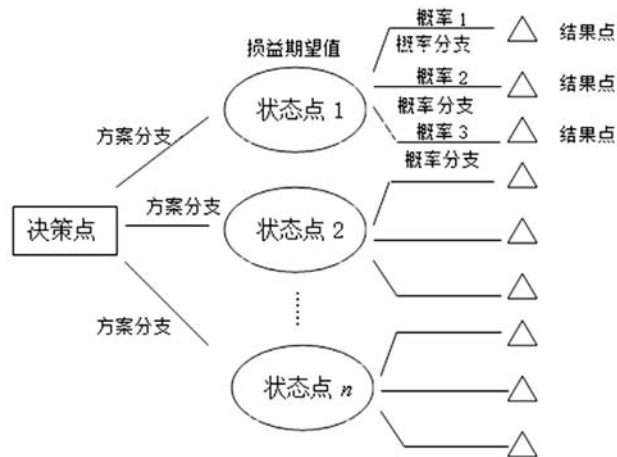 损益期望值
概率 1
概率分支
结果点
状态点 1
概率 2
概率分支
结果点
概率 3
概率分支
结果点
方案分支
决策点
方案分支
状态点 2
方案分支
状态点 n